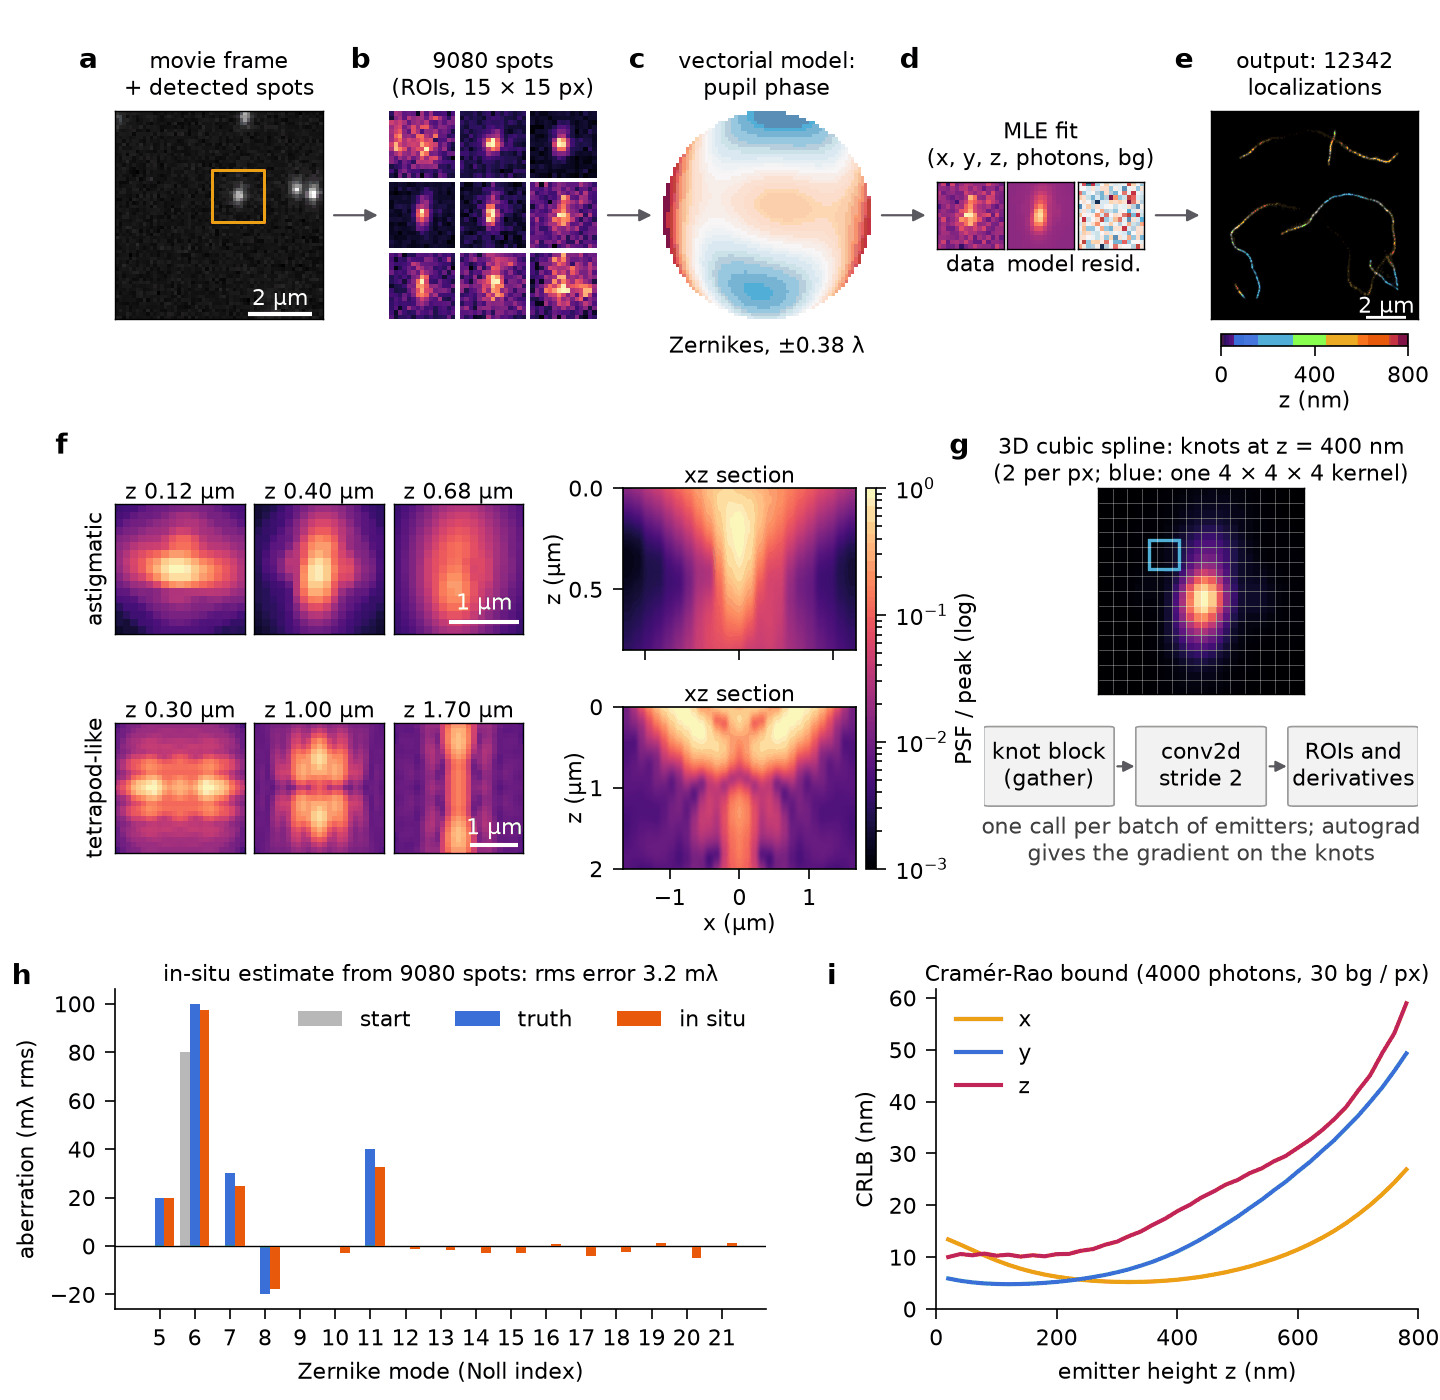 a
movie frame
+ detected spots
2 µm
b
9080 spots
(ROIs, 15 × 15 px)
c
vectorial model:
pupil phase
Zernikes, ±0.38 λ
d
MLE fit
(x, y, z, photons, bg)
data
model
resid.
e
output: 12342
localizations
2 µm
0
400
800
z (nm)
f
astigmatic
z 0.12 µm
z 0.40 µm
z 0.68 µm
1 µm
xz section
0.0
0.5
z (µm)
tetrapod-like
z 0.30 µm
z 1.00 µm
z 1.70 µm
1 µm
xz section
0
1
2
z (µm)
−1
0
1
x (µm)
10⁰
10⁻¹
10⁻²
10⁻³
PSF / peak (log)
g
3D cubic spline: knots at z = 400 nm
(2 per px; blue: one 4 × 4 × 4 kernel)
knot block
(gather)
conv2d
stride 2
ROIs and
derivatives
one call per batch of emitters; autograd
gives the gradient on the knots
h
in-situ estimate from 9080 spots: rms error 3.2 mλ
start
truth
in situ
100
80
60
40
20
0
−20
aberration (mλ rms)
5 6 7 8 9 10 11 12 13 14 15 16 17 18 19 20 21
Zernike mode (Noll index)
i
Cramér-Rao bound (4000 photons, 30 bg / px)
x
y
z
60
50
40
30
20
10
0
CRLB (nm)
0 200 400 600 800
emitter height z (nm)